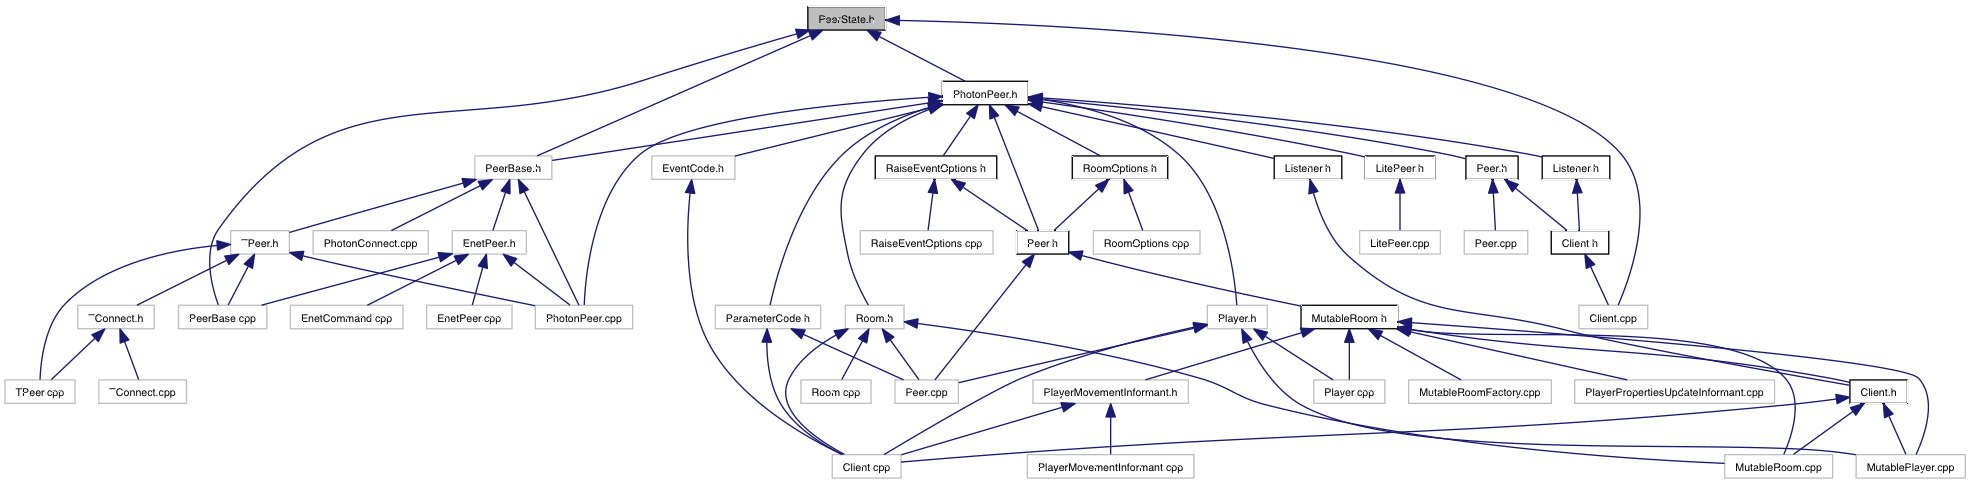 PeerState.h
PhotonPeer.h
PeerBase.h
EventCode.h
RaiseEventOptions.h
RoomOptions.h
Listener.h
LitePeer.h
Peer.h
Listener.h
TPeer.h
PhotonConnect.cpp
EnetPeer.h
RaiseEventOptions.cpp
Peer.h
RoomOptions.cpp
LitePeer.cpp
Peer.cpp
Client.h
TConnect.h
PeerBase.cpp
EnetCommand.cpp
EnetPeer.cpp
PhotonPeer.cpp
ParameterCode.h
Room.h
Player.h
MutableRoom.h
Client.cpp
TPeer.cpp
TConnect.cpp
Room.cpp
Peer.cpp
PlayerMovementInformant.h
Player.cpp
MutableRoomFactory.cpp
PlayerPropertiesUpdateInformant.cpp
Client.h
Client.cpp
PlayerMovementInformant.cpp
MutableRoom.cpp
MutablePlayer.cpp